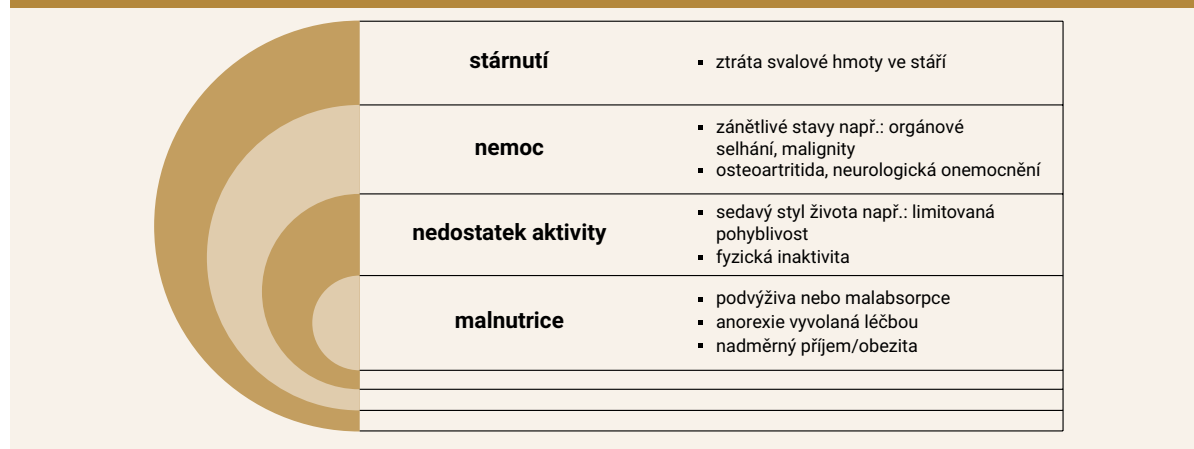 stárnutí
▪ ztráta svalové hmoty ve stáří
nemoc
▪ zánětlivé stavy např.: orgánové
selhání, malignity
▪ osteoartritida, neurologická onemocnění
nedostatek aktivity
▪ sedavý styl života např.: limitovaná
pohyblivost
▪ fyzická inaktivita
malnutrice
▪ podvýživa nebo malabsorpce
▪ anorexie vyvolaná léčbou
▪ nadměrný příjem/obezita